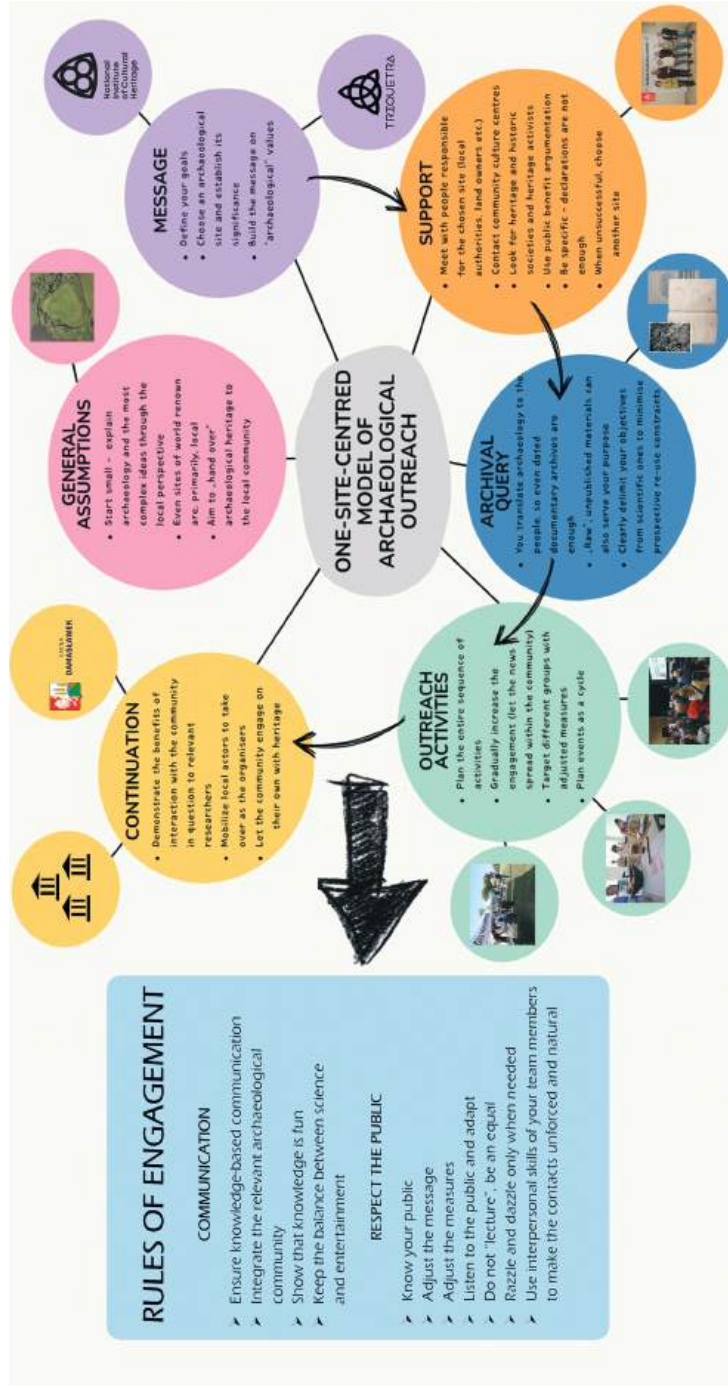 RULES OF ENGAGEMENT
COMMUNICATION
➤ Ensure knowledge-based communication
➤ Integrate the relevant archaeological
community
➤ Show that knowledge is fun
➤ Keep the balance between science
and entertainment
RESPECT THE PUBLIC
➤ Know your public
➤ Adjust the message
➤ Adjust the measures
➤ Listen to the public and adapt
➤ Do not "lecture", be an equal
➤ Razzle and dazzle only when needed
➤ Use interpersonal skills of your team members
to make the contacts unforced and natural
ONE-SITE-CENTRED
MODEL OF
ARCHAEOLOGICAL
OUTREACH
GENERAL
ASSUMPTIONS
• Start small - explain
archaeology and the most
complex ideas through the
local perspective
• Even sites of world renown
are, primarily, local
• Aim to „hand over"
archaeological heritage to
the local community
MESSAGE
• Define your goals
• Choose an archaeological
site and establish its
significance
• Build the message on
"archaeological" values
National
Institute
of Cultural
Heritage
TRIQUETRA
SUPPORT
• Meet with people responsible
for the chosen site (local
authorities, land owners etc.)
• Contact community culture centres
• Look for heritage and historic
societies and heritage activists
• Use public benefit argumentation
• Be specific - declarations are not
enough
• When unsuccessful, choose
another site
ARCHIVAL
QUERY
• You translate archaeology to the
people, so even dated
documentary archives are
enough
• „Raw", unpublished materials can
also serve your purpose
• Clearly delimit your objectives
from scientific ones to minimise
prospective re-use constraints
OUTREACH
ACTIVITIES
• Plan the entire sequence of
activities
• Gradually increase the
engagement (let the news
spread within the community)
• Target different groups with
adjusted measures
• Plan events as a cycle
CONTINUATION
• Demonstrate the benefits of
interaction with the community
in question to relevant
researchers
• Mobilize local actors to take
over as the organisers
• Let the community engage on
their own with heritage
GMINA
DAMASŁAWEK